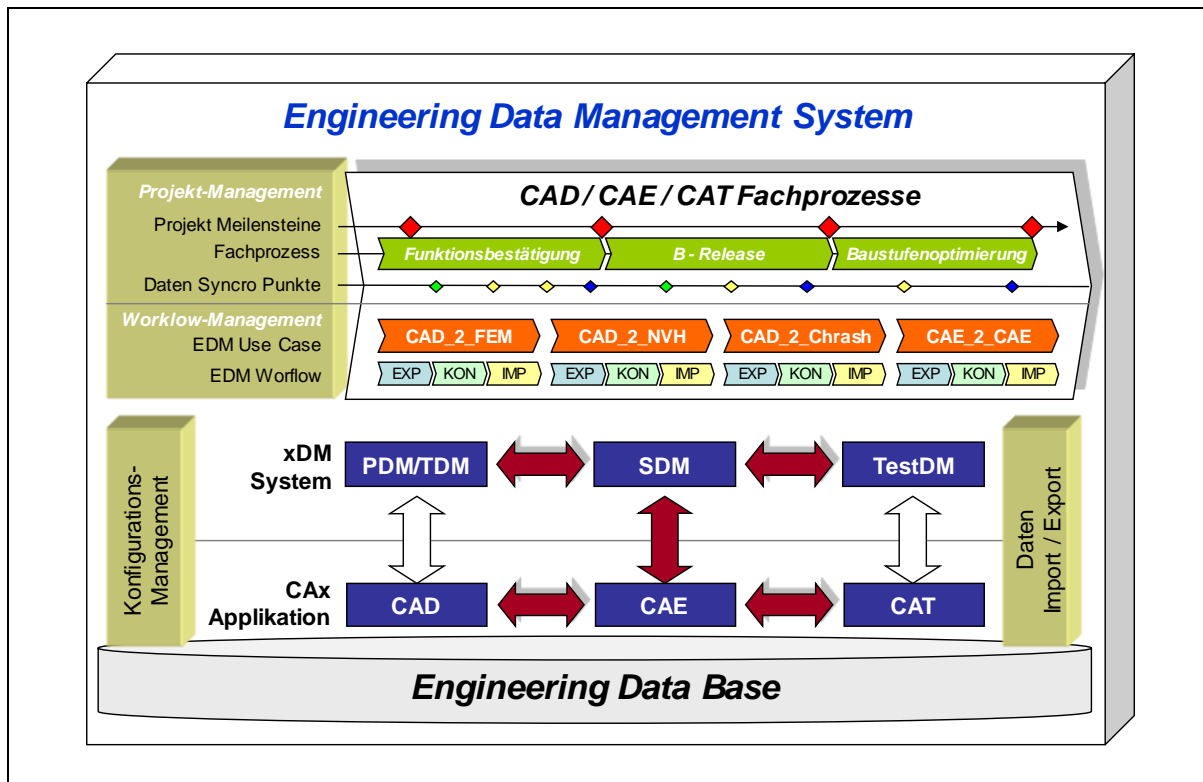 Engineering Data Management System
Projekt-Management
CAD / CAE / CAT Fachprozesse
Projekt Meilensteine
Fachprozess
Funktionsbestätigung
B - Release
Baustufenoptimierung
Daten Syncro Punkte
Worklow-Management
EDM Use Case
CAD_2_FEM
CAD_2_NVH
CAD_2_Chrash
CAE_2_CAE
EDM Worflow
EXP
KON
IMP
EXP
KON
IMP
EXP
KON
IMP
EXP
KON
IMP
Konfigurations-
Management
xDM
System
PDM/TDM
SDM
TestDM
Daten
Import / Export
CAx
Applikation
CAD
CAE
CAT
Engineering Data Base